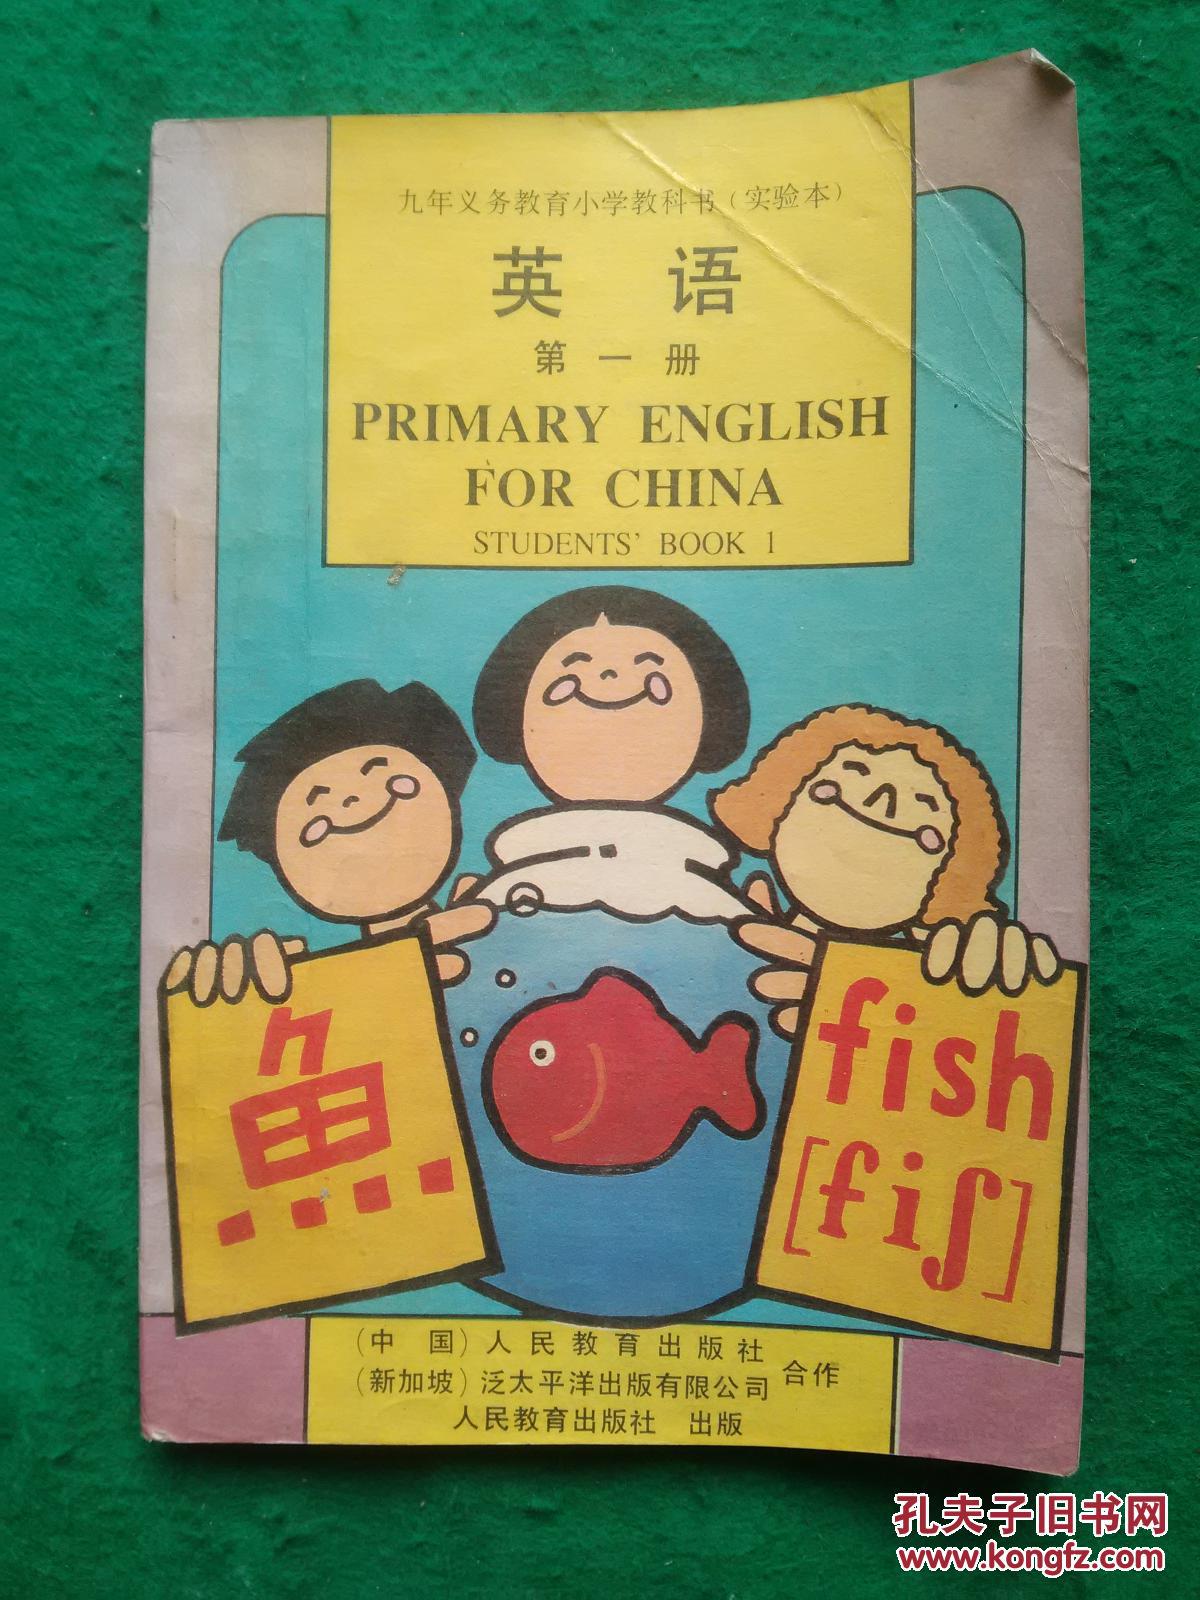 九年义务教育小学教科书（实验本）
英 语
第 一 册
PRIMARY ENGLISH
FOR CHINA
STUDENTS' BOOK 1
魚
fish
[fiʃ]
（中 国）人 民 教 育 出 版 社
（新加坡）泛太平洋出版有限公司 合作
人民教育出版社 出版
孔夫子旧书网
www.kongfz.com